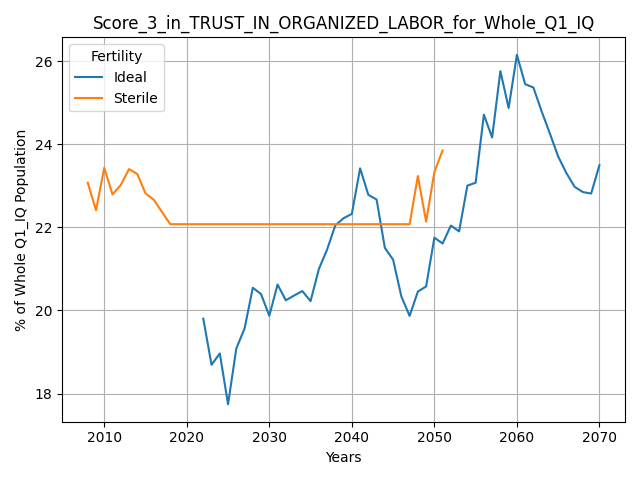 Score_3_in_TRUST_IN_ORGANIZED_LABOR_for_Whole_Q1_IQ
Fertility
Ideal
Sterile
% of Whole Q1_IQ Population
26
24
22
20
18
2010 2020 2030 2040 2050 2060 2070
Years